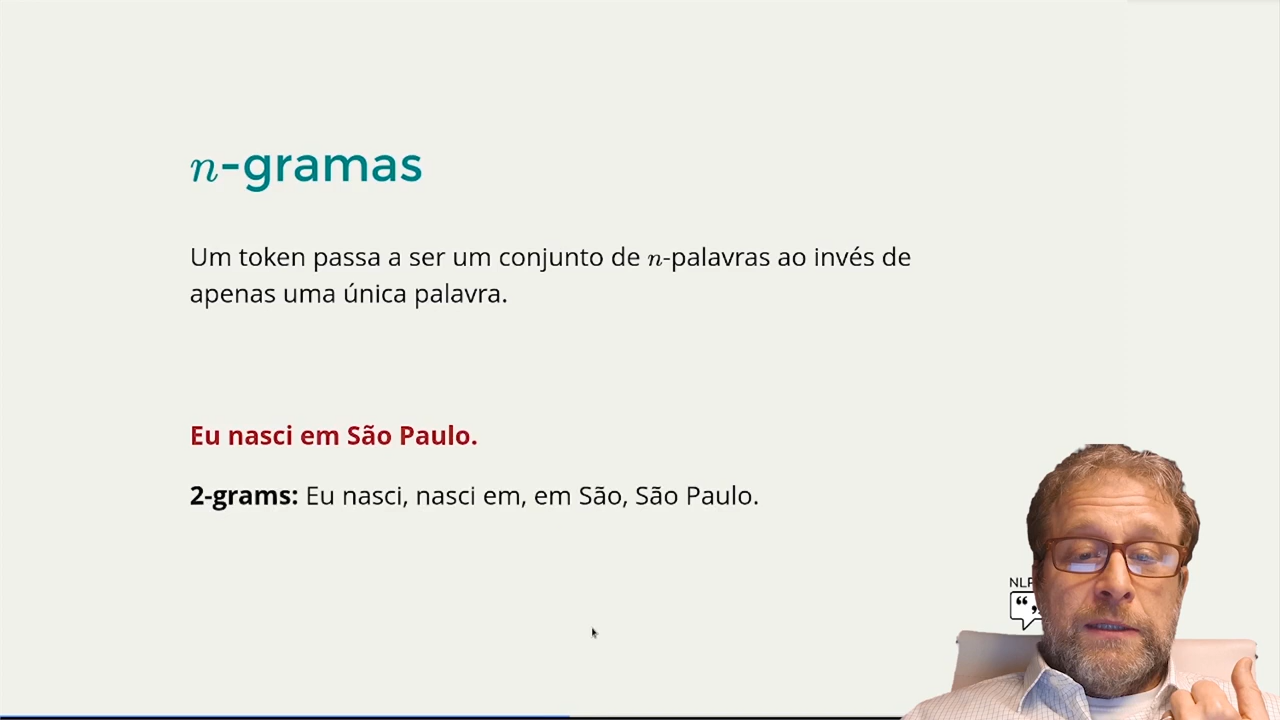 n-gramas
Um token passa a ser um conjunto de n-palavras ao invés de
apenas uma única palavra.
Eu nasci em São Paulo.
2-grams: Eu nasci, nasci em, em São, São Paulo.
NLP